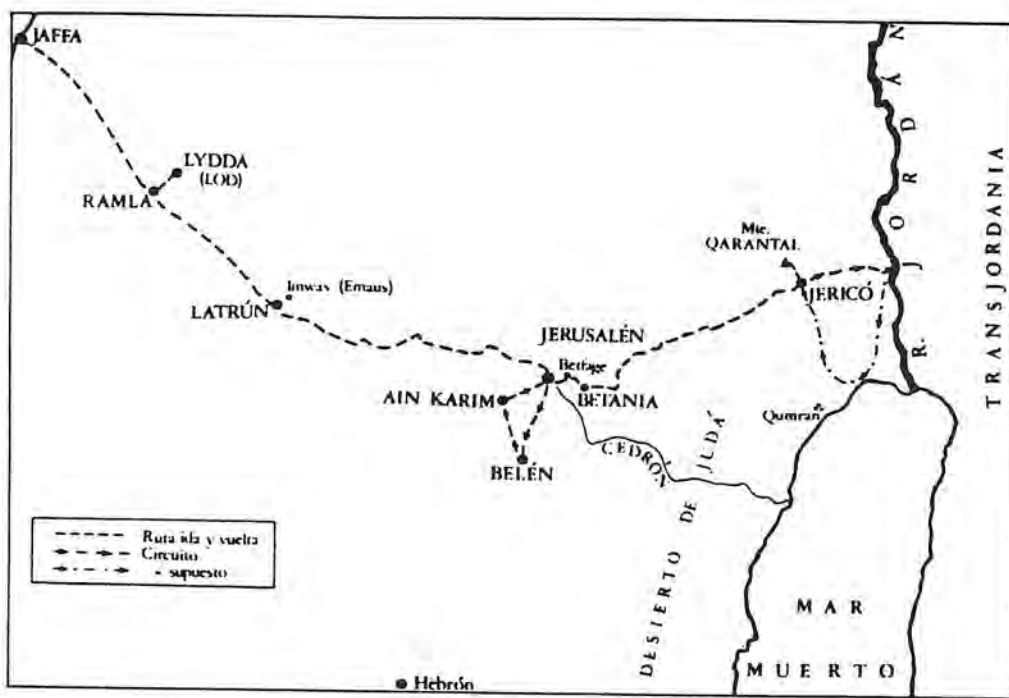 JAFFA
LYDDA
(LOD)
RAMLA
Imwas (Emaus)
LATRÚN
Mte.
QARANTAL
JERICÓ
JERUSALÉN
Betfage
BETANIA
AIN KARIM
BELÉN
CEDRÓN
Qumran
DESIERTO DE JUDÁ
R. JORDÁN
TRANSJORDANIA
MAR
MUERTO
Hebrón
Ruta ida y vuelta
Circuito
" supuesto